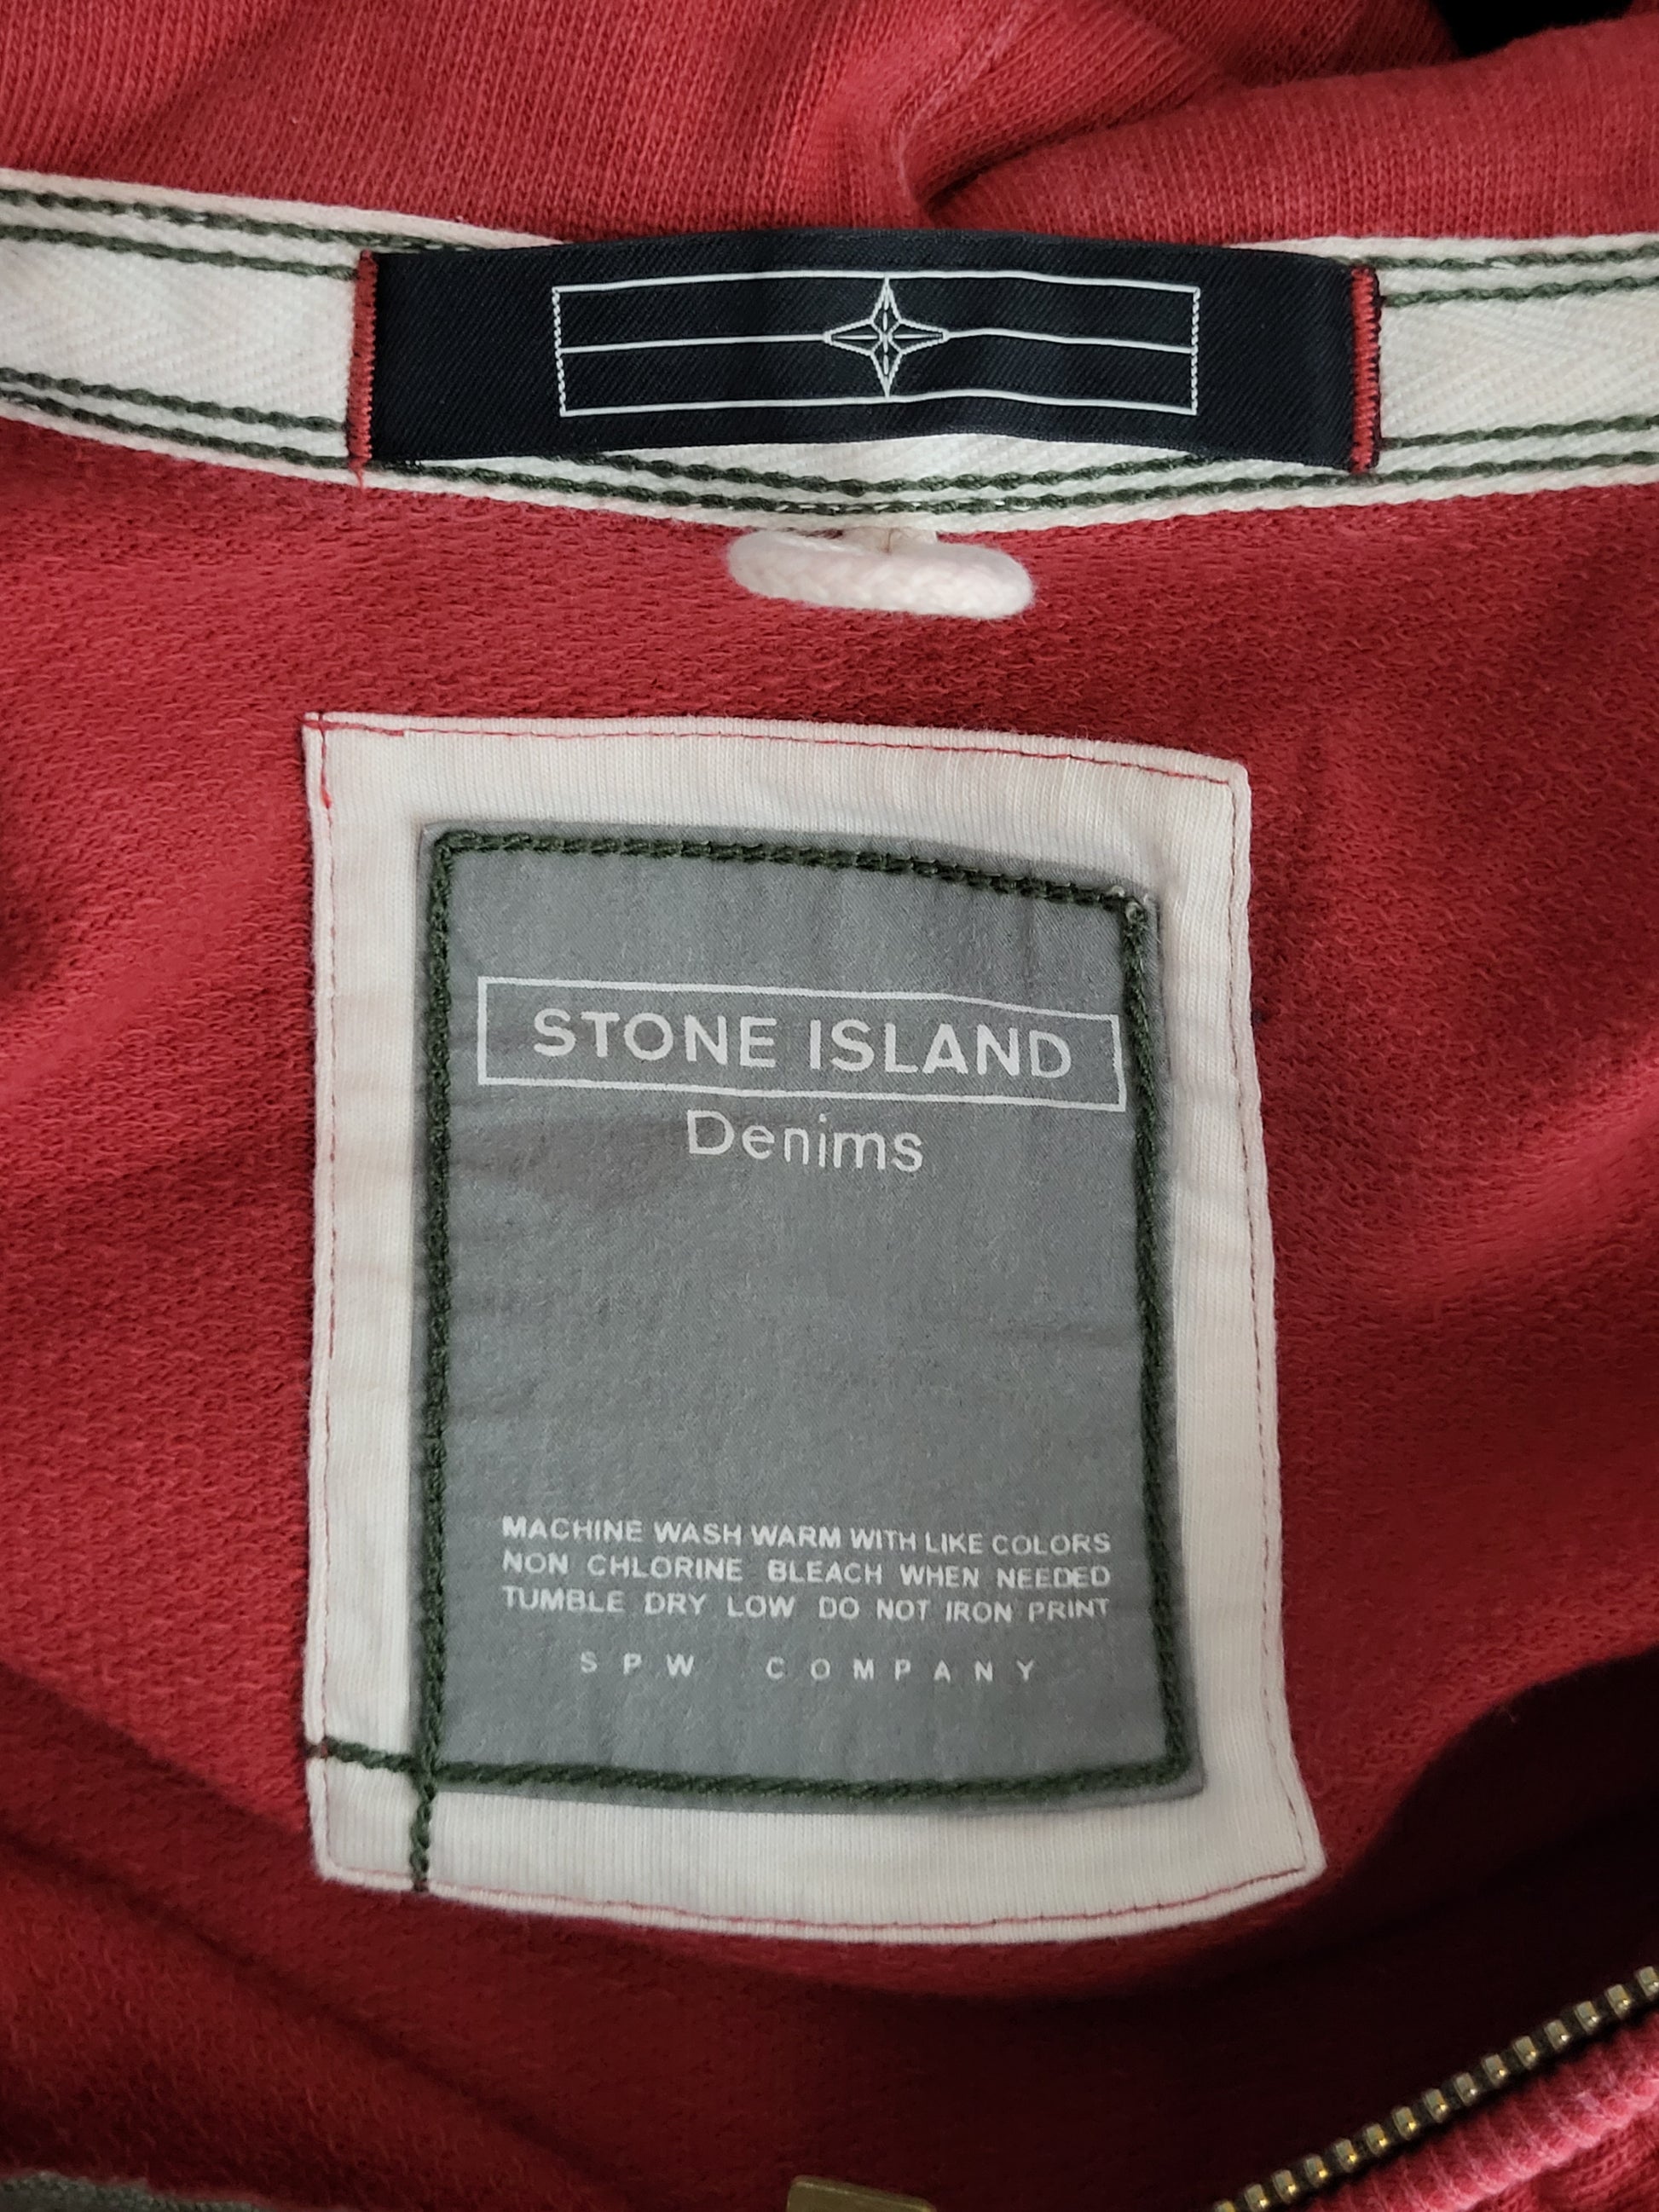 STONE ISLAND
Denims
MACHINE WASH WARM WITH LIKE COLORS
NON CHLORINE BLEACH WHEN NEEDED
TUMBLE DRY LOW DO NOT IRON PRINT
SPW COMPANY